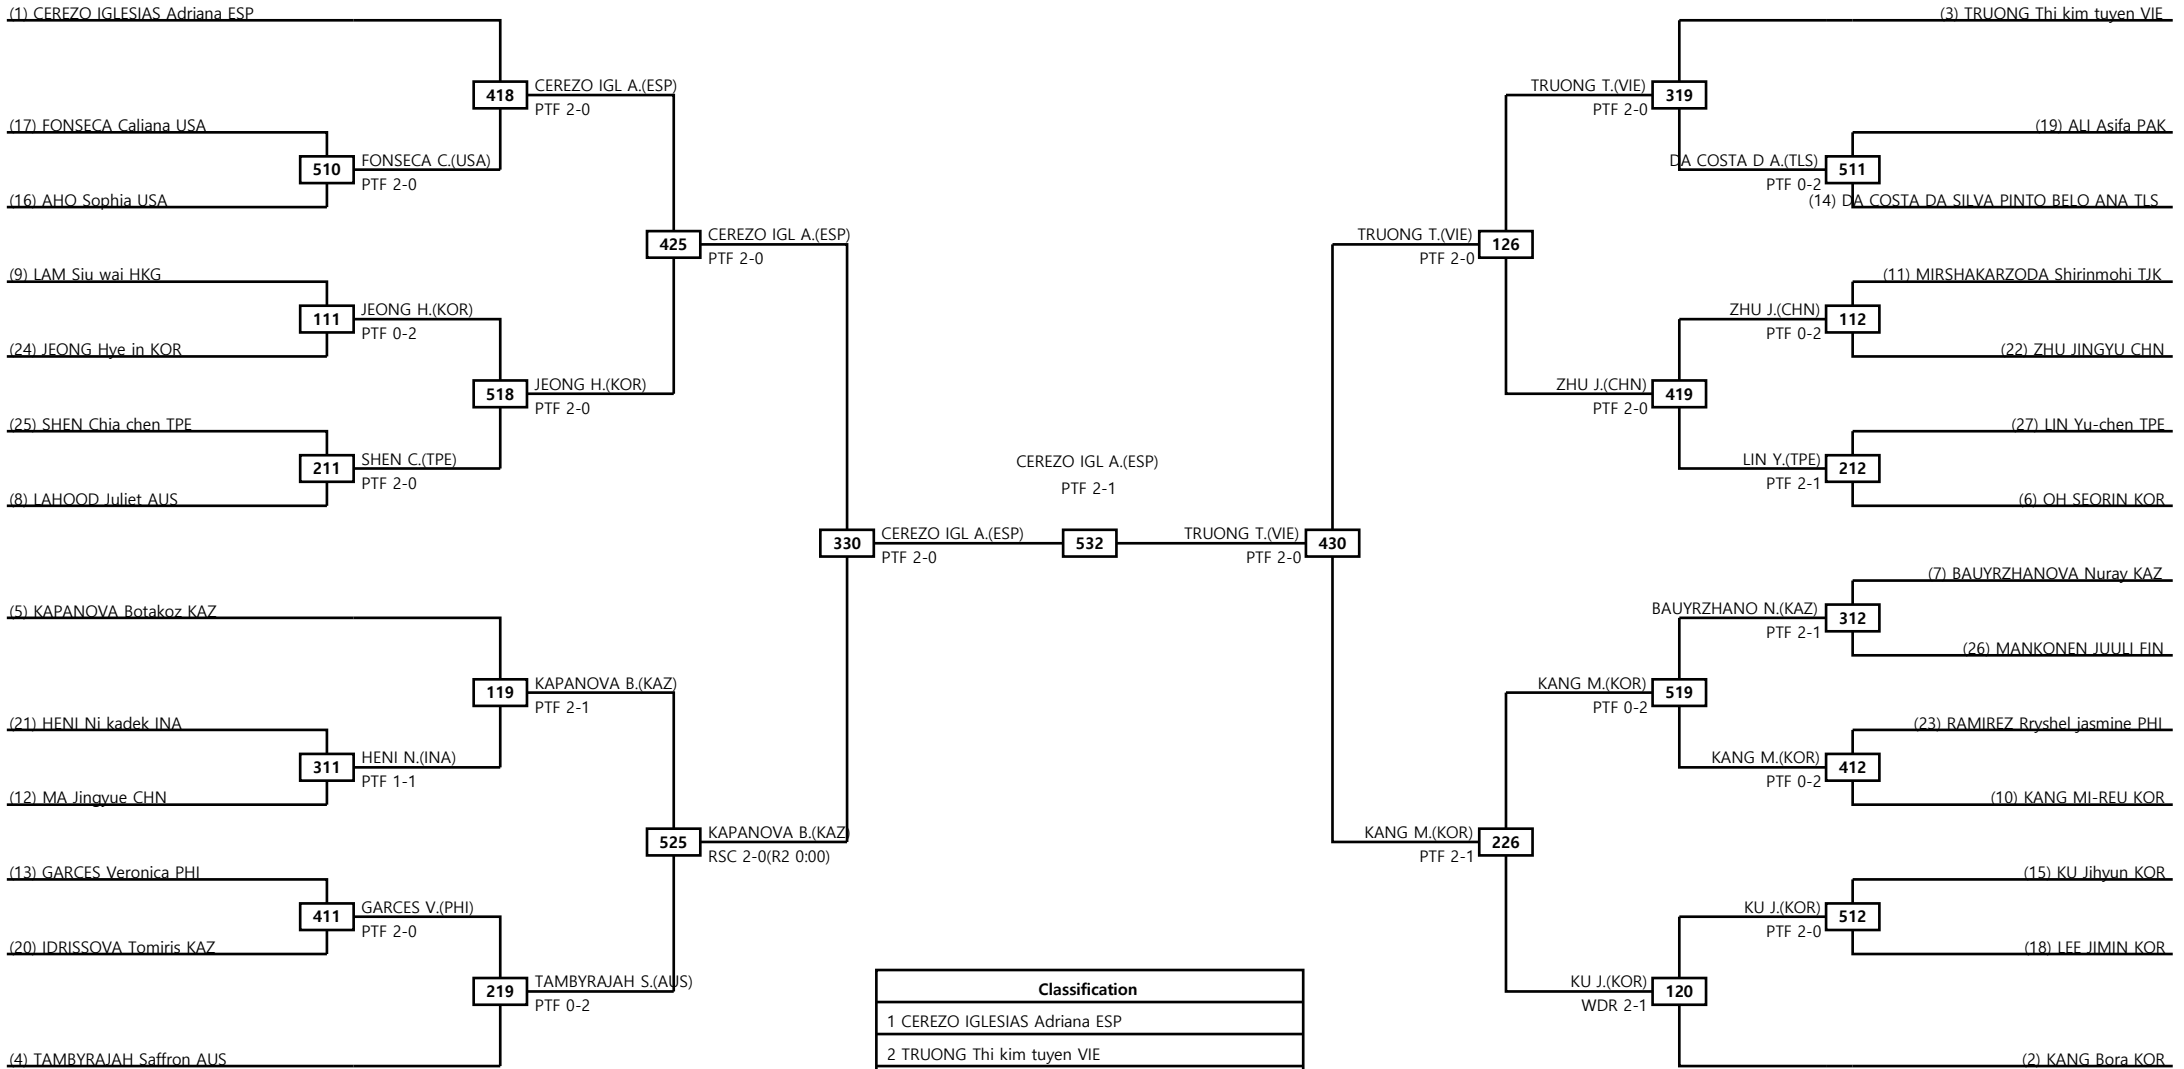 (1) CEREZO IGLESIAS Adriana ESP
418
CEREZO IGL A.(ESP)
PTF 2-0
(17) FONSECA Caliana USA
510
FONSECA C.(USA)
PTF 2-0
(16) AHO Sophia USA
425
CEREZO IGL A.(ESP)
PTF 2-0
(9) LAM Siu wai HKG
111
JEONG H.(KOR)
PTF 0-2
(24) JEONG Hye in KOR
518
JEONG H.(KOR)
PTF 2-0
(25) SHEN Chia chen TPE
211
SHEN C.(TPE)
PTF 2-0
(8) LAHOOD Juliet AUS
330
CEREZO IGL A.(ESP)
PTF 2-0
(5) KAPANOVA Botakoz KAZ
119
KAPANOVA B.(KAZ)
PTF 2-1
(21) HENI Ni kadek INA
311
HENI N.(INA)
PTF 1-1
(12) MA Jingyue CHN
525
KAPANOVA B.(KAZ)
RSC 2-0(R2 0:00)
(13) GARCES Veronica PHI
411
GARCES V.(PHI)
PTF 2-0
(20) IDRISSOVA Tomiris KAZ
219
TAMBYRAJAH S.(AUS)
PTF 0-2
(4) TAMBYRAJAH Saffron AUS
CEREZO IGL A.(ESP)
PTF 2-1
532
(3) TRUONG Thi kim tuyen VIE
TRUONG T.(VIE)
319
PTF 2-0
(19) ALI Asifa PAK
DA COSTA D A.(TLS)
511
PTF 0-2
(14) DA COSTA DA SILVA PINTO BELO ANA TLS
TRUONG T.(VIE)
126
PTF 2-0
(11) MIRSHAKARZODA Shirinmohi TJK
ZHU J.(CHN)
112
PTF 0-2
(22) ZHU JINGYU CHN
ZHU J.(CHN)
419
PTF 2-0
(27) LIN Yu-chen TPE
LIN Y.(TPE)
212
PTF 2-1
(6) OH SEORIN KOR
TRUONG T.(VIE)
430
PTF 2-0
(7) BAUYRZHANOVA Nuray KAZ
BAUYRZHANO N.(KAZ)
312
PTF 2-1
(26) MANKONEN JUULI FIN
KANG M.(KOR)
519
PTF 0-2
(23) RAMIREZ Rryshel jasmine PHI
KANG M.(KOR)
412
PTF 0-2
(10) KANG MI-REU KOR
KANG M.(KOR)
226
PTF 2-1
(15) KU Jihyun KOR
KU J.(KOR)
512
PTF 2-0
(18) LEE JIMIN KOR
KU J.(KOR)
120
WDR 2-1
(2) KANG Bora KOR
Classification
1 CEREZO IGLESIAS Adriana ESP
2 TRUONG Thi kim tuyen VIE